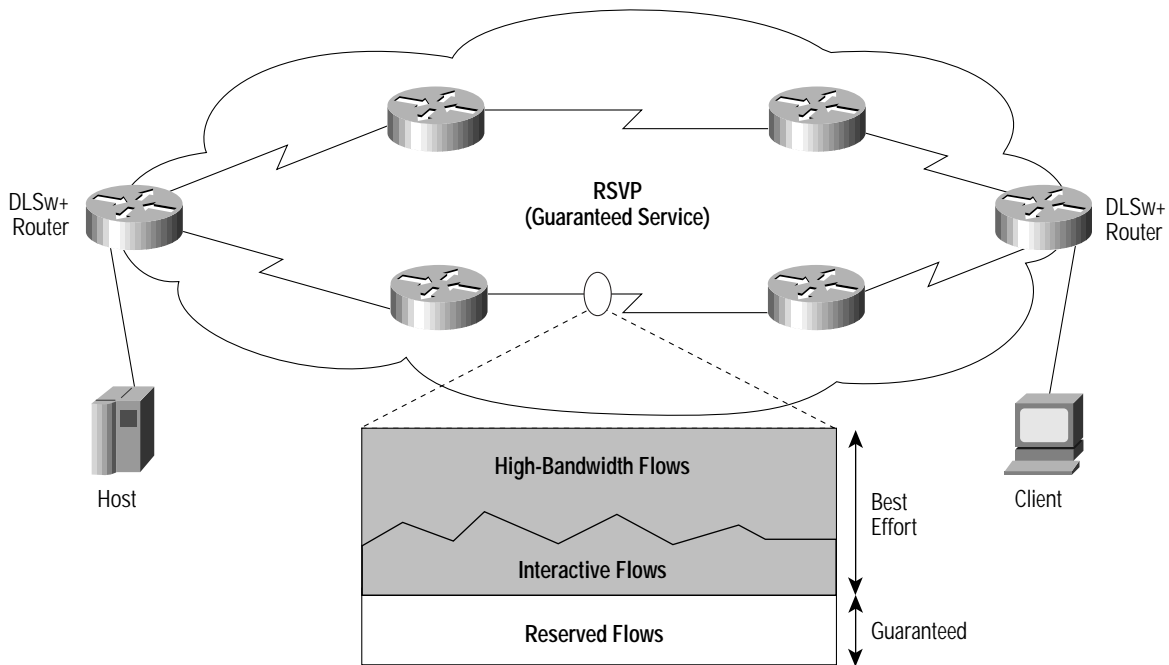 DLSw+
Router
RSVP
(Guaranteed Service)
DLSw+
Router
Host
Client
High-Bandwidth Flows
Best
Effort
Interactive Flows
Reserved Flows
Guaranteed